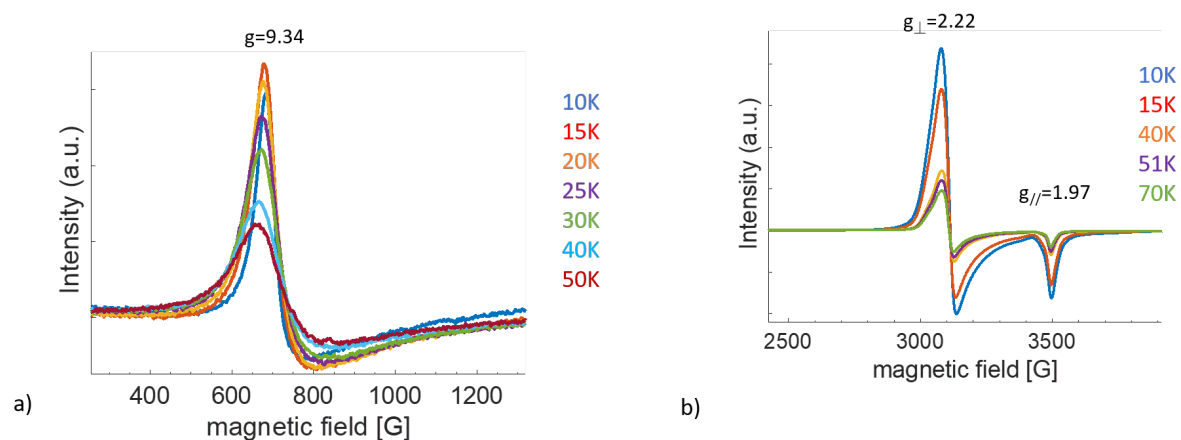 g=9.34
Intensity (a.u.)
10K
15K
20K
25K
30K
40K
50K
400 600 800 1000 1200
magnetic field [G]
a)
g⊥=2.22
Intensity (a.u.)
10K
15K
40K
51K
70K
g//=1.97
2500 3000 3500
magnetic field [G]
b)